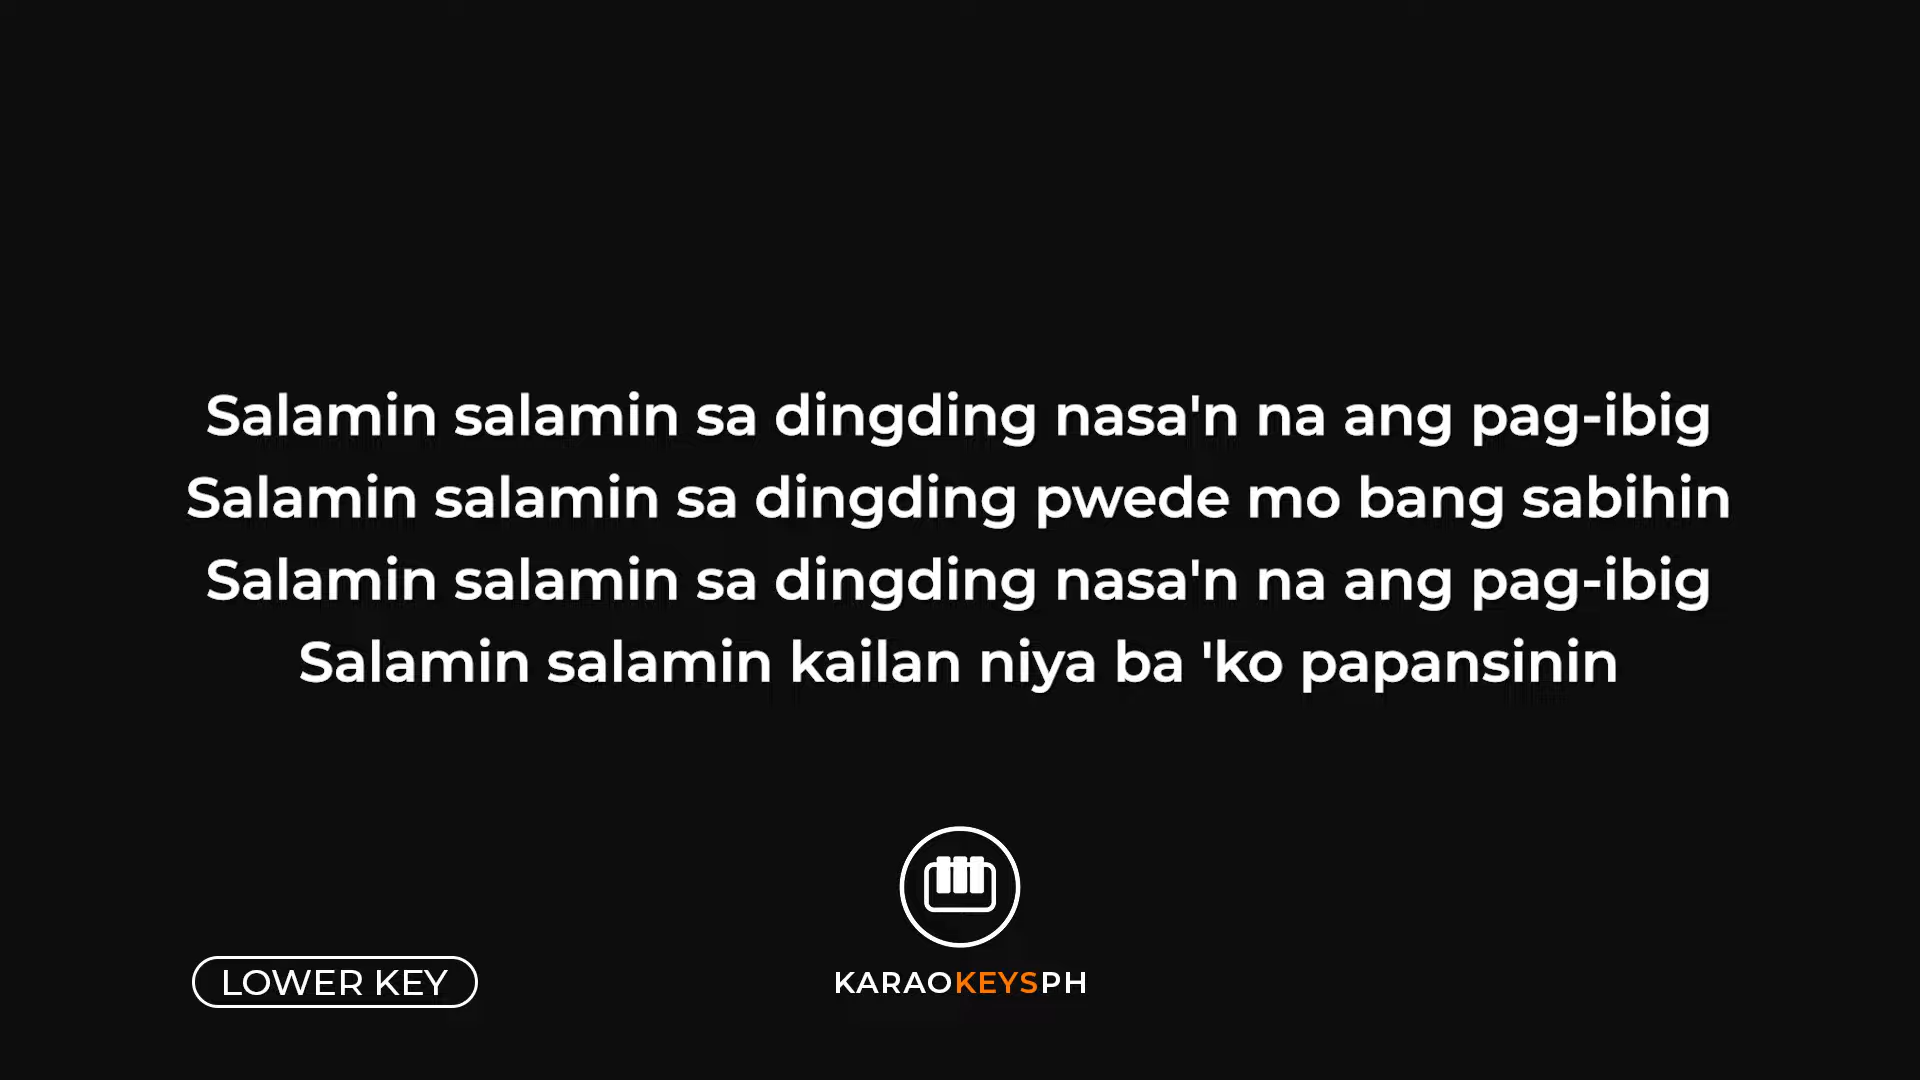 Salamin salamin sa dingding nasa'n na ang pag-ibig
Salamin salamin sa dingding pwede mo bang sabihin
Salamin salamin sa dingding nasa'n na ang pag-ibig
Salamin salamin kailan niya ba 'ko papansinin
LOWER KEY
KARAOKEYSPH